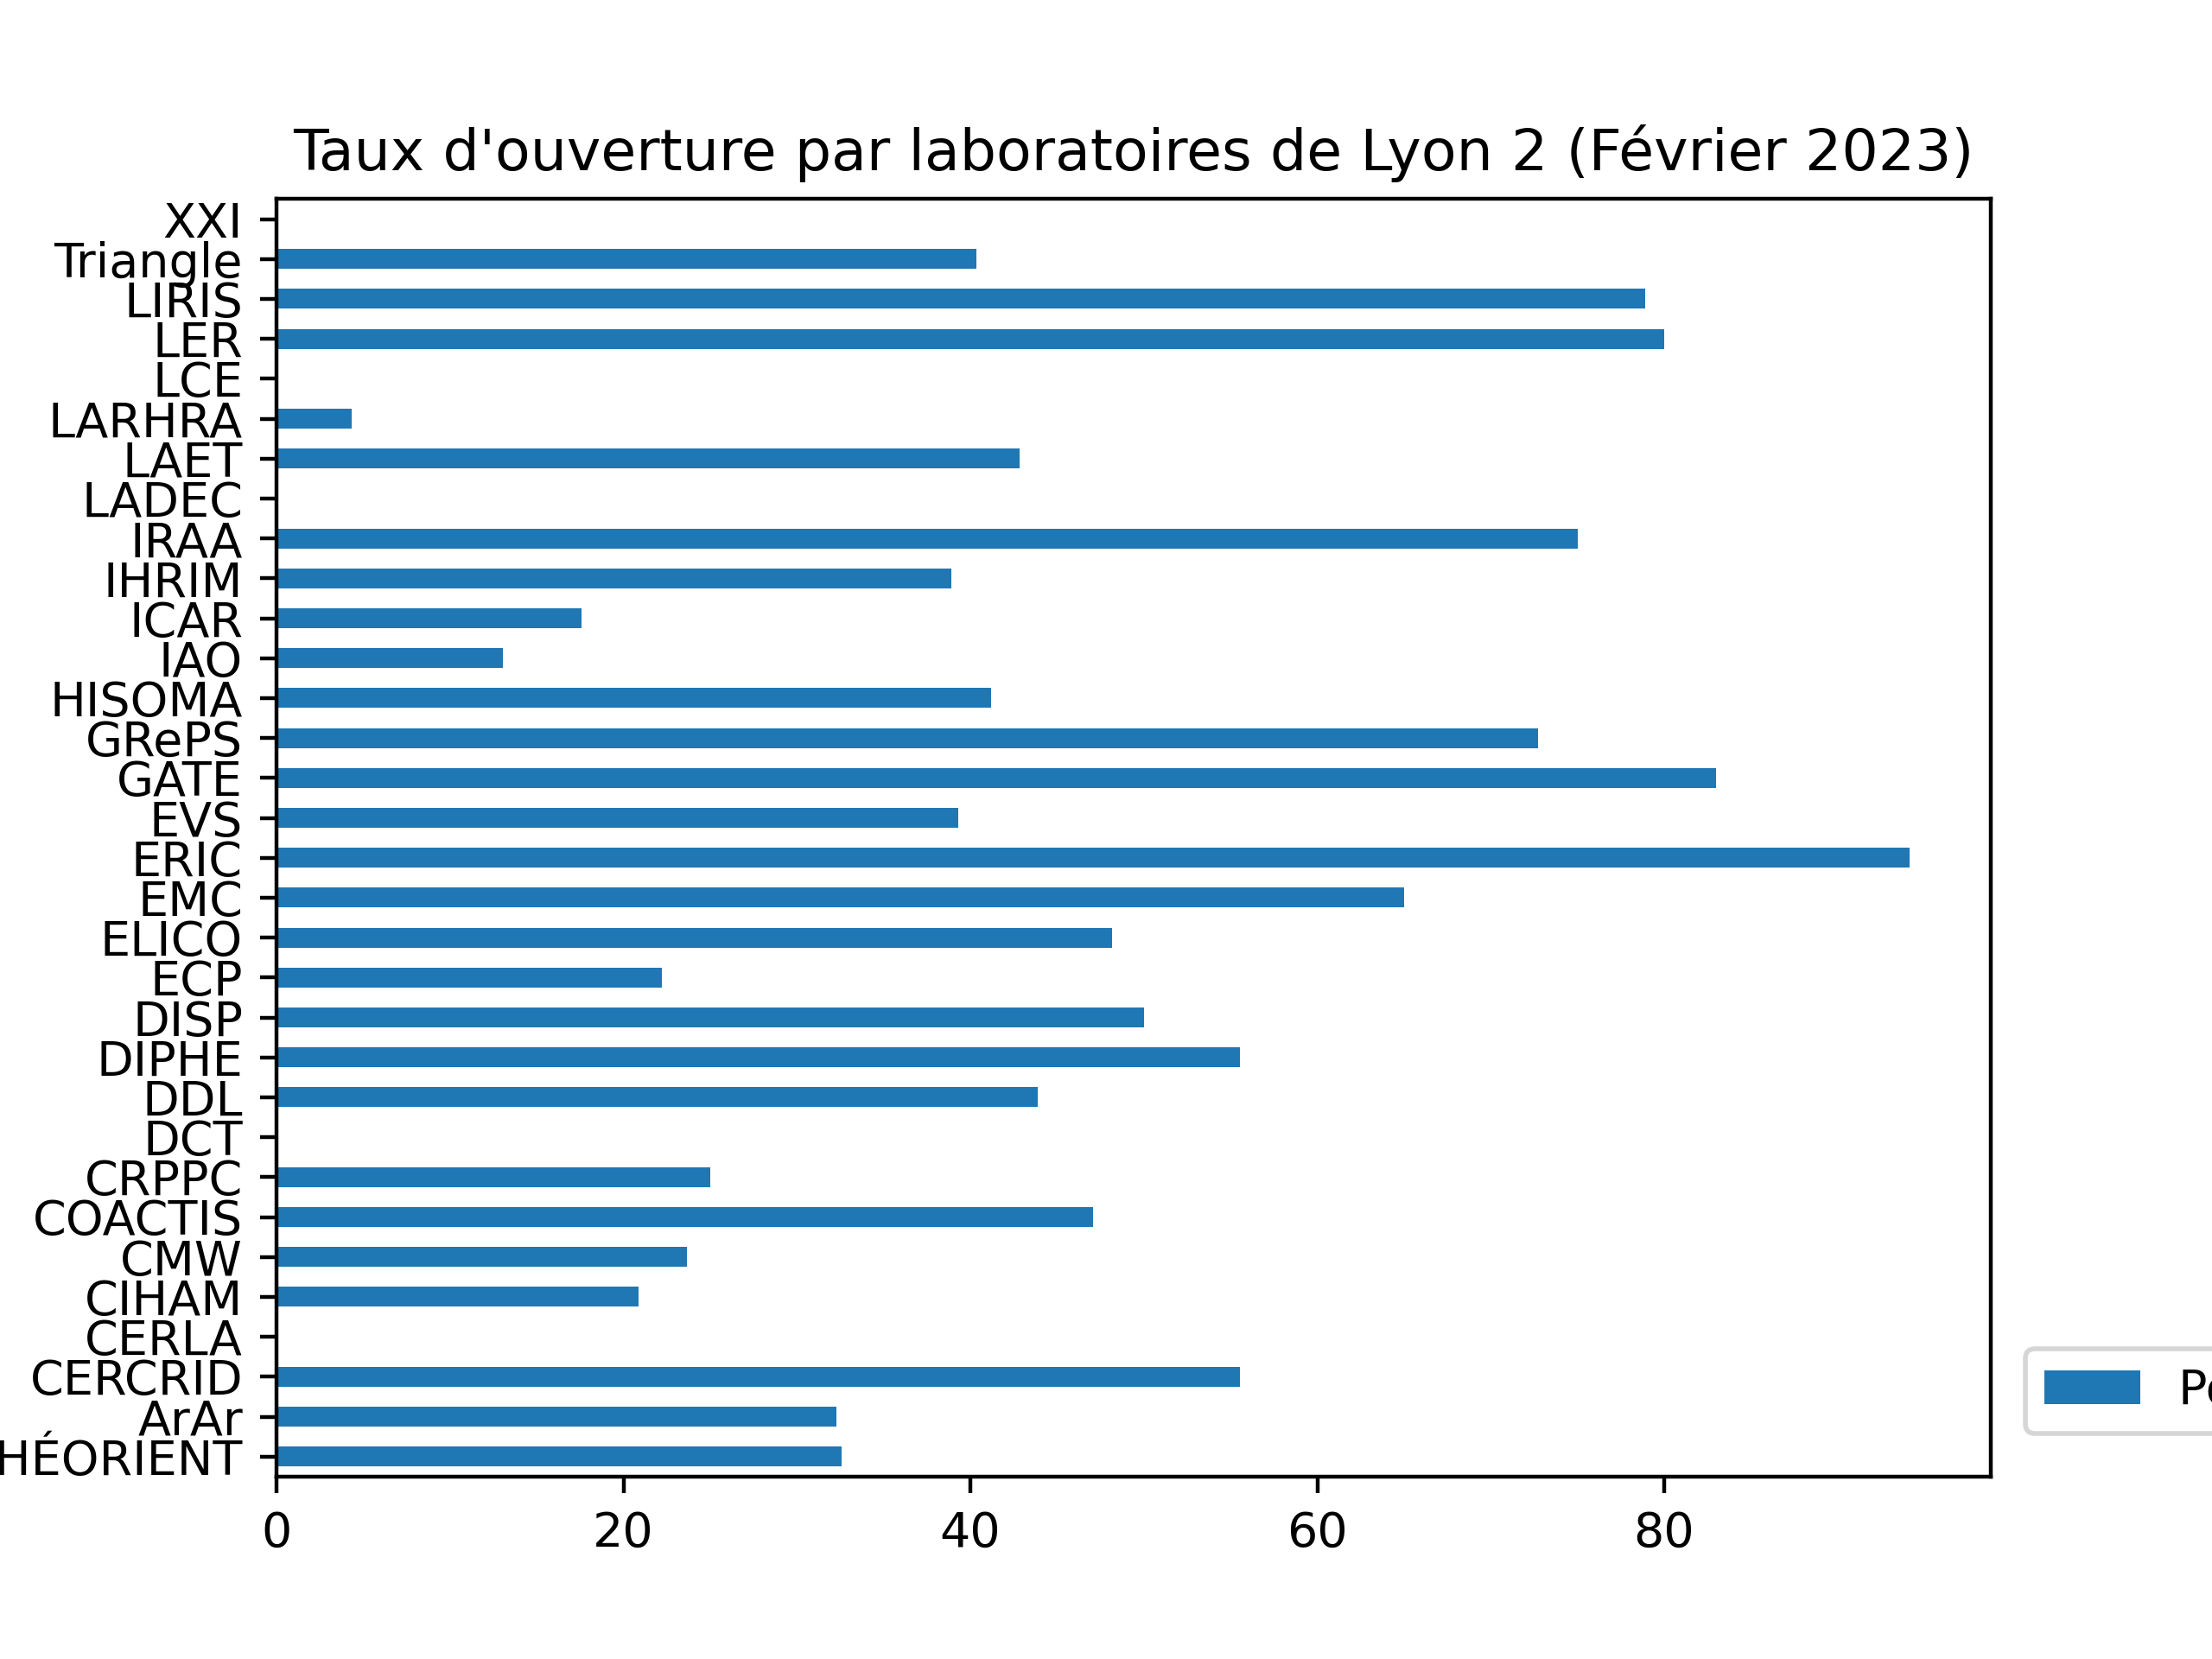 Taux d'ouverture par laboratoires de Lyon 2 (Février 2023)
XXI
Triangle
LIRIS
LER
LCE
LARHRA
LAET
LADEC
IRAA
IHRIM
ICAR
IAO
HISOMA
GRePS
GATE
EVS
ERIC
EMC
ELICO
ECP
DISP
DIPHE
DDL
DCT
CRPPC
COACTIS
CMW
CIHAM
CERLA
CERCRID
ArAr
HÉORIENT
0 20 40 60 80